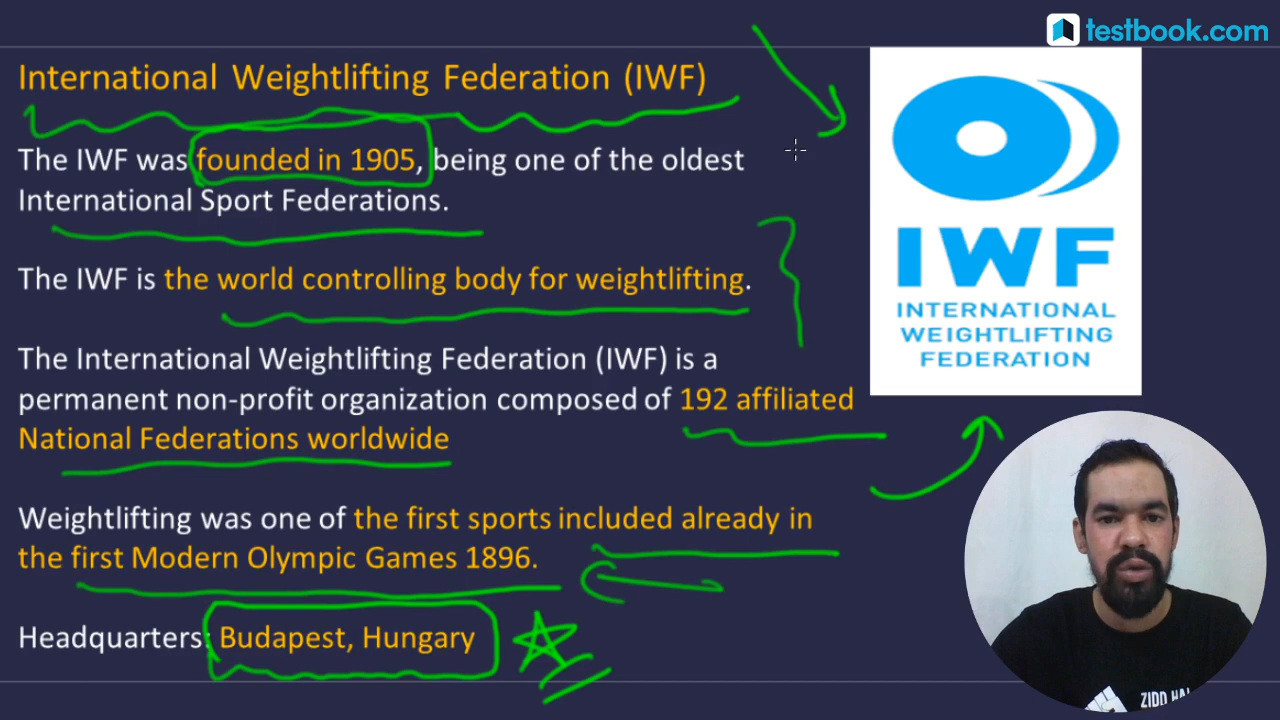 testbook.com
International Weightlifting Federation (IWF)
The IWF was founded in 1905, being one of the oldest
International Sport Federations.
The IWF is the world controlling body for weightlifting.
The International Weightlifting Federation (IWF) is a
permanent non-profit organization composed of 192 affiliated
National Federations worldwide
Weightlifting was one of the first sports included already in
the first Modern Olympic Games 1896.
Headquarters: Budapest, Hungary
IWF
INTERNATIONAL
WEIGHTLIFTING
FEDERATION
ZIDD